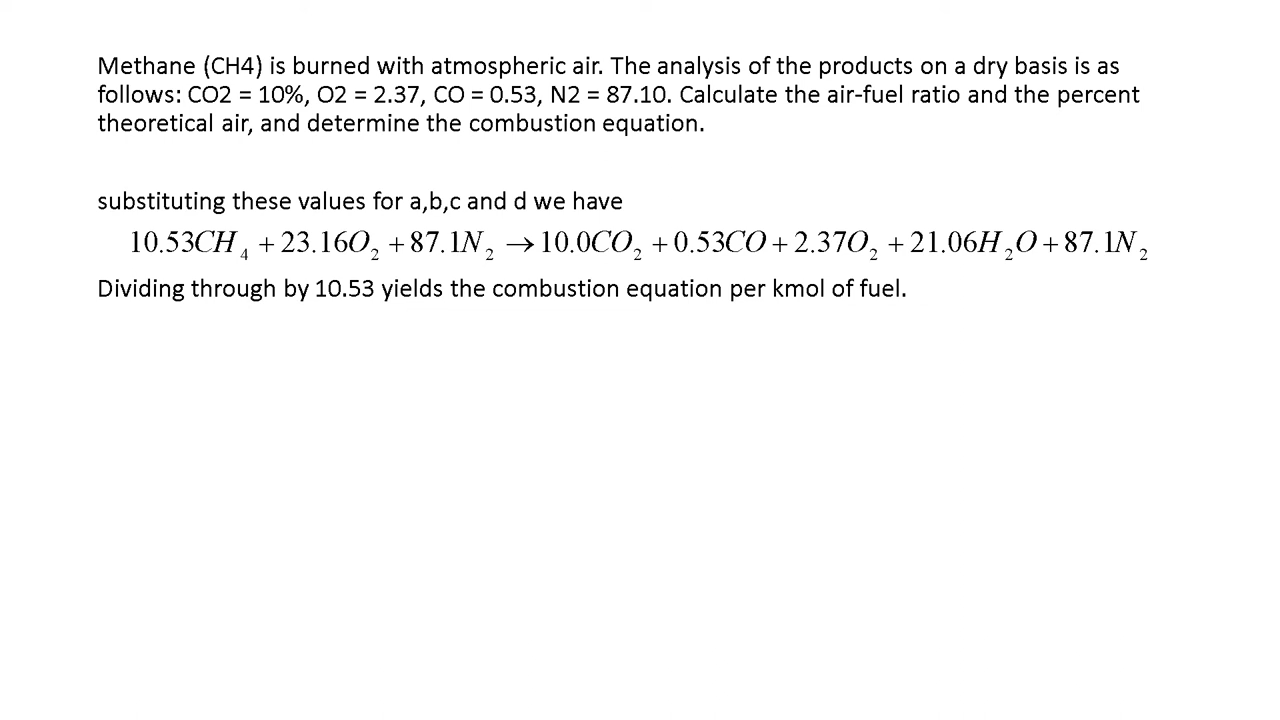 Methane (CH4) is burned with atmospheric air. The analysis of the products on a dry basis is as
follows: CO2 = 10%, O2 = 2.37, CO = 0.53, N2 = 87.10. Calculate the air-fuel ratio and the percent
theoretical air, and determine the combustion equation.
substituting these values for a,b,c and d we have
10.53CH₄ + 23.16O₂ + 87.1N₂ → 10.0CO₂ + 0.53CO + 2.37O₂ + 21.06H₂O + 87.1N₂
Dividing through by 10.53 yields the combustion equation per kmol of fuel.